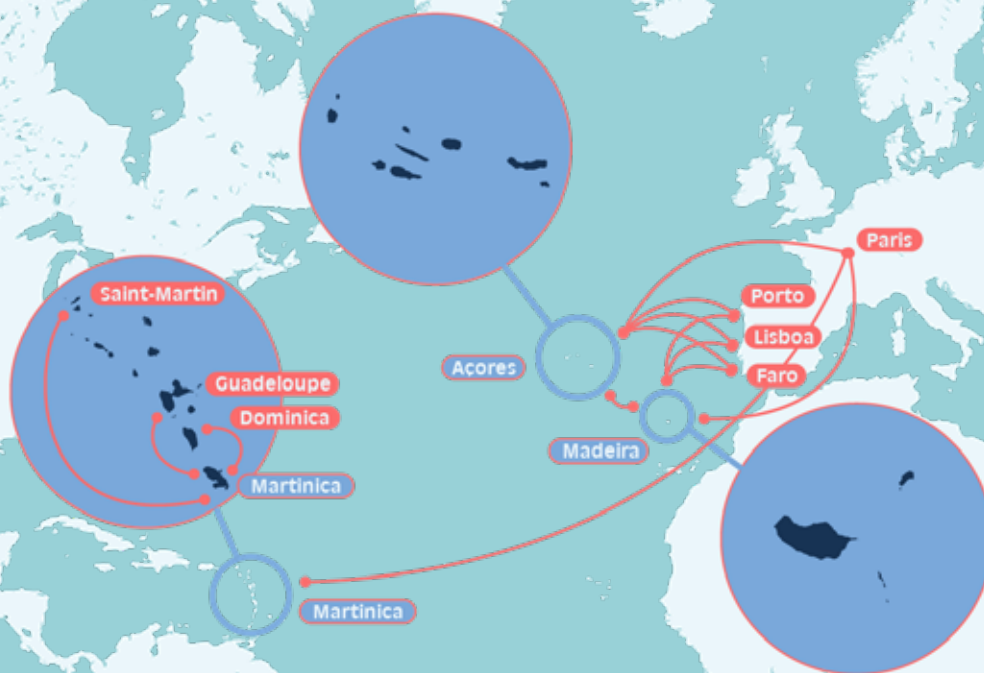 Paris
Saint-Martin
Porto
Lisboa
Açores
Faro
Guadeloupe
Dominica
Madeira
Martinica
Martinica